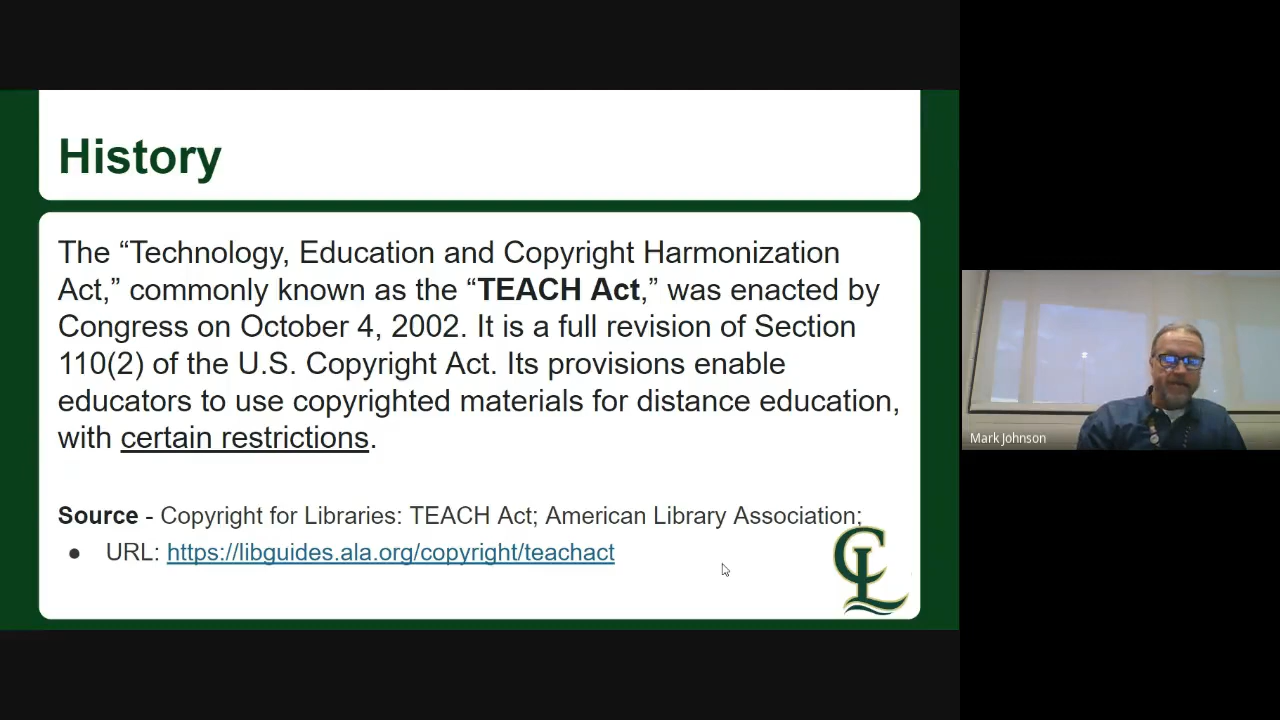 History
The “Technology, Education and Copyright Harmonization
Act,” commonly known as the “TEACH Act,” was enacted by
Congress on October 4, 2002. It is a full revision of Section
110(2) of the U.S. Copyright Act. Its provisions enable
educators to use copyrighted materials for distance education,
with certain restrictions.
Source - Copyright for Libraries: TEACH Act; American Library Association;
● URL: https://libguides.ala.org/copyright/teachact
CL
Mark Johnson